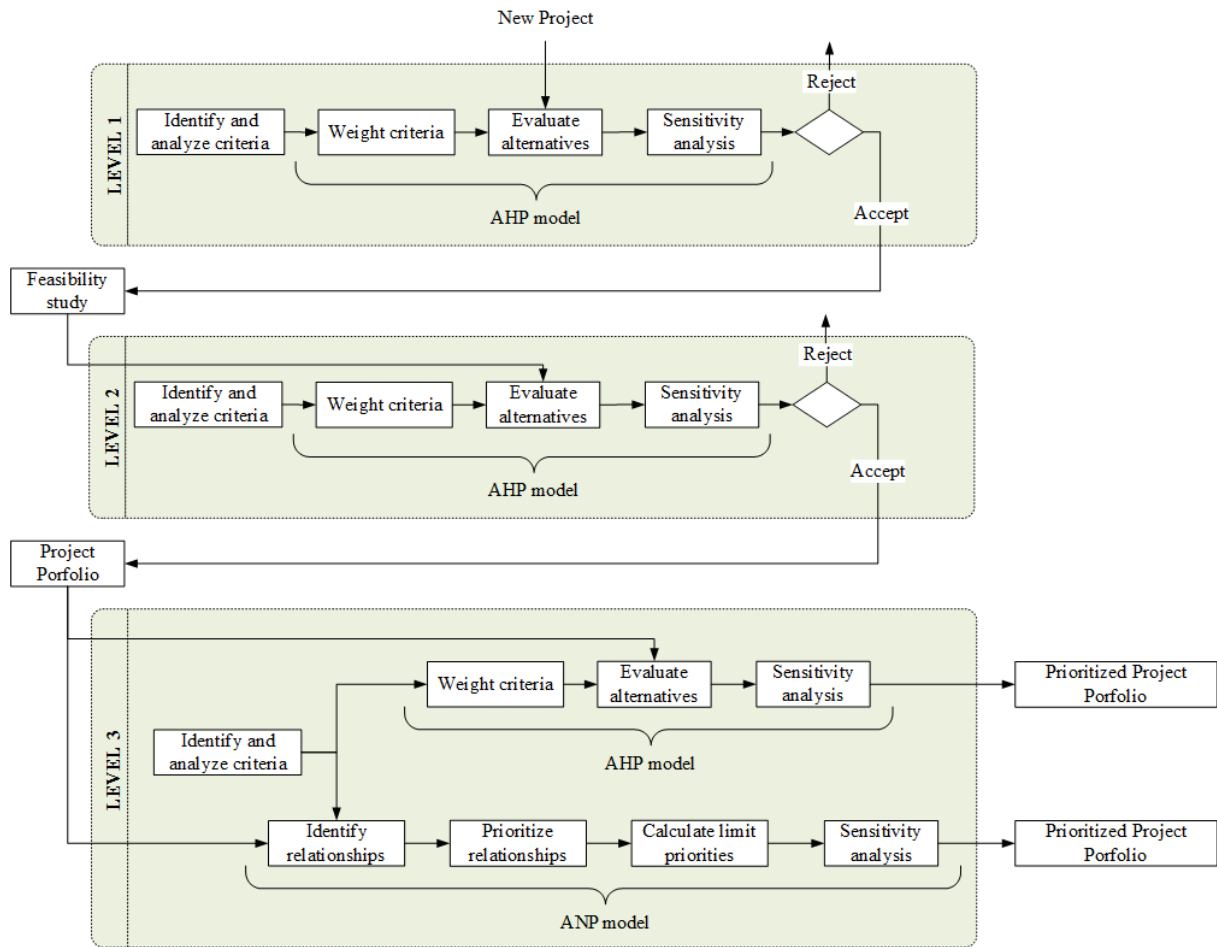 New Project
LEVEL 1
Reject
Identify and
analyze criteria
Weight criteria
Evaluate
alternatives
Sensitivity
analysis
AHP model
Accept
Feasibility
study
LEVEL 2
Reject
Identify and
analyze criteria
Weight criteria
Evaluate
alternatives
Sensitivity
analysis
AHP model
Accept
Project
Porfolio
LEVEL 3
Weight criteria
Evaluate
alternatives
Sensitivity
analysis
Prioritized Project
Porfolio
Identify and
analyze criteria
AHP model
Identify
relationships
Prioritize
relationships
Calculate limit
priorities
Sensitivity
analysis
Prioritized Project
Porfolio
ANP model